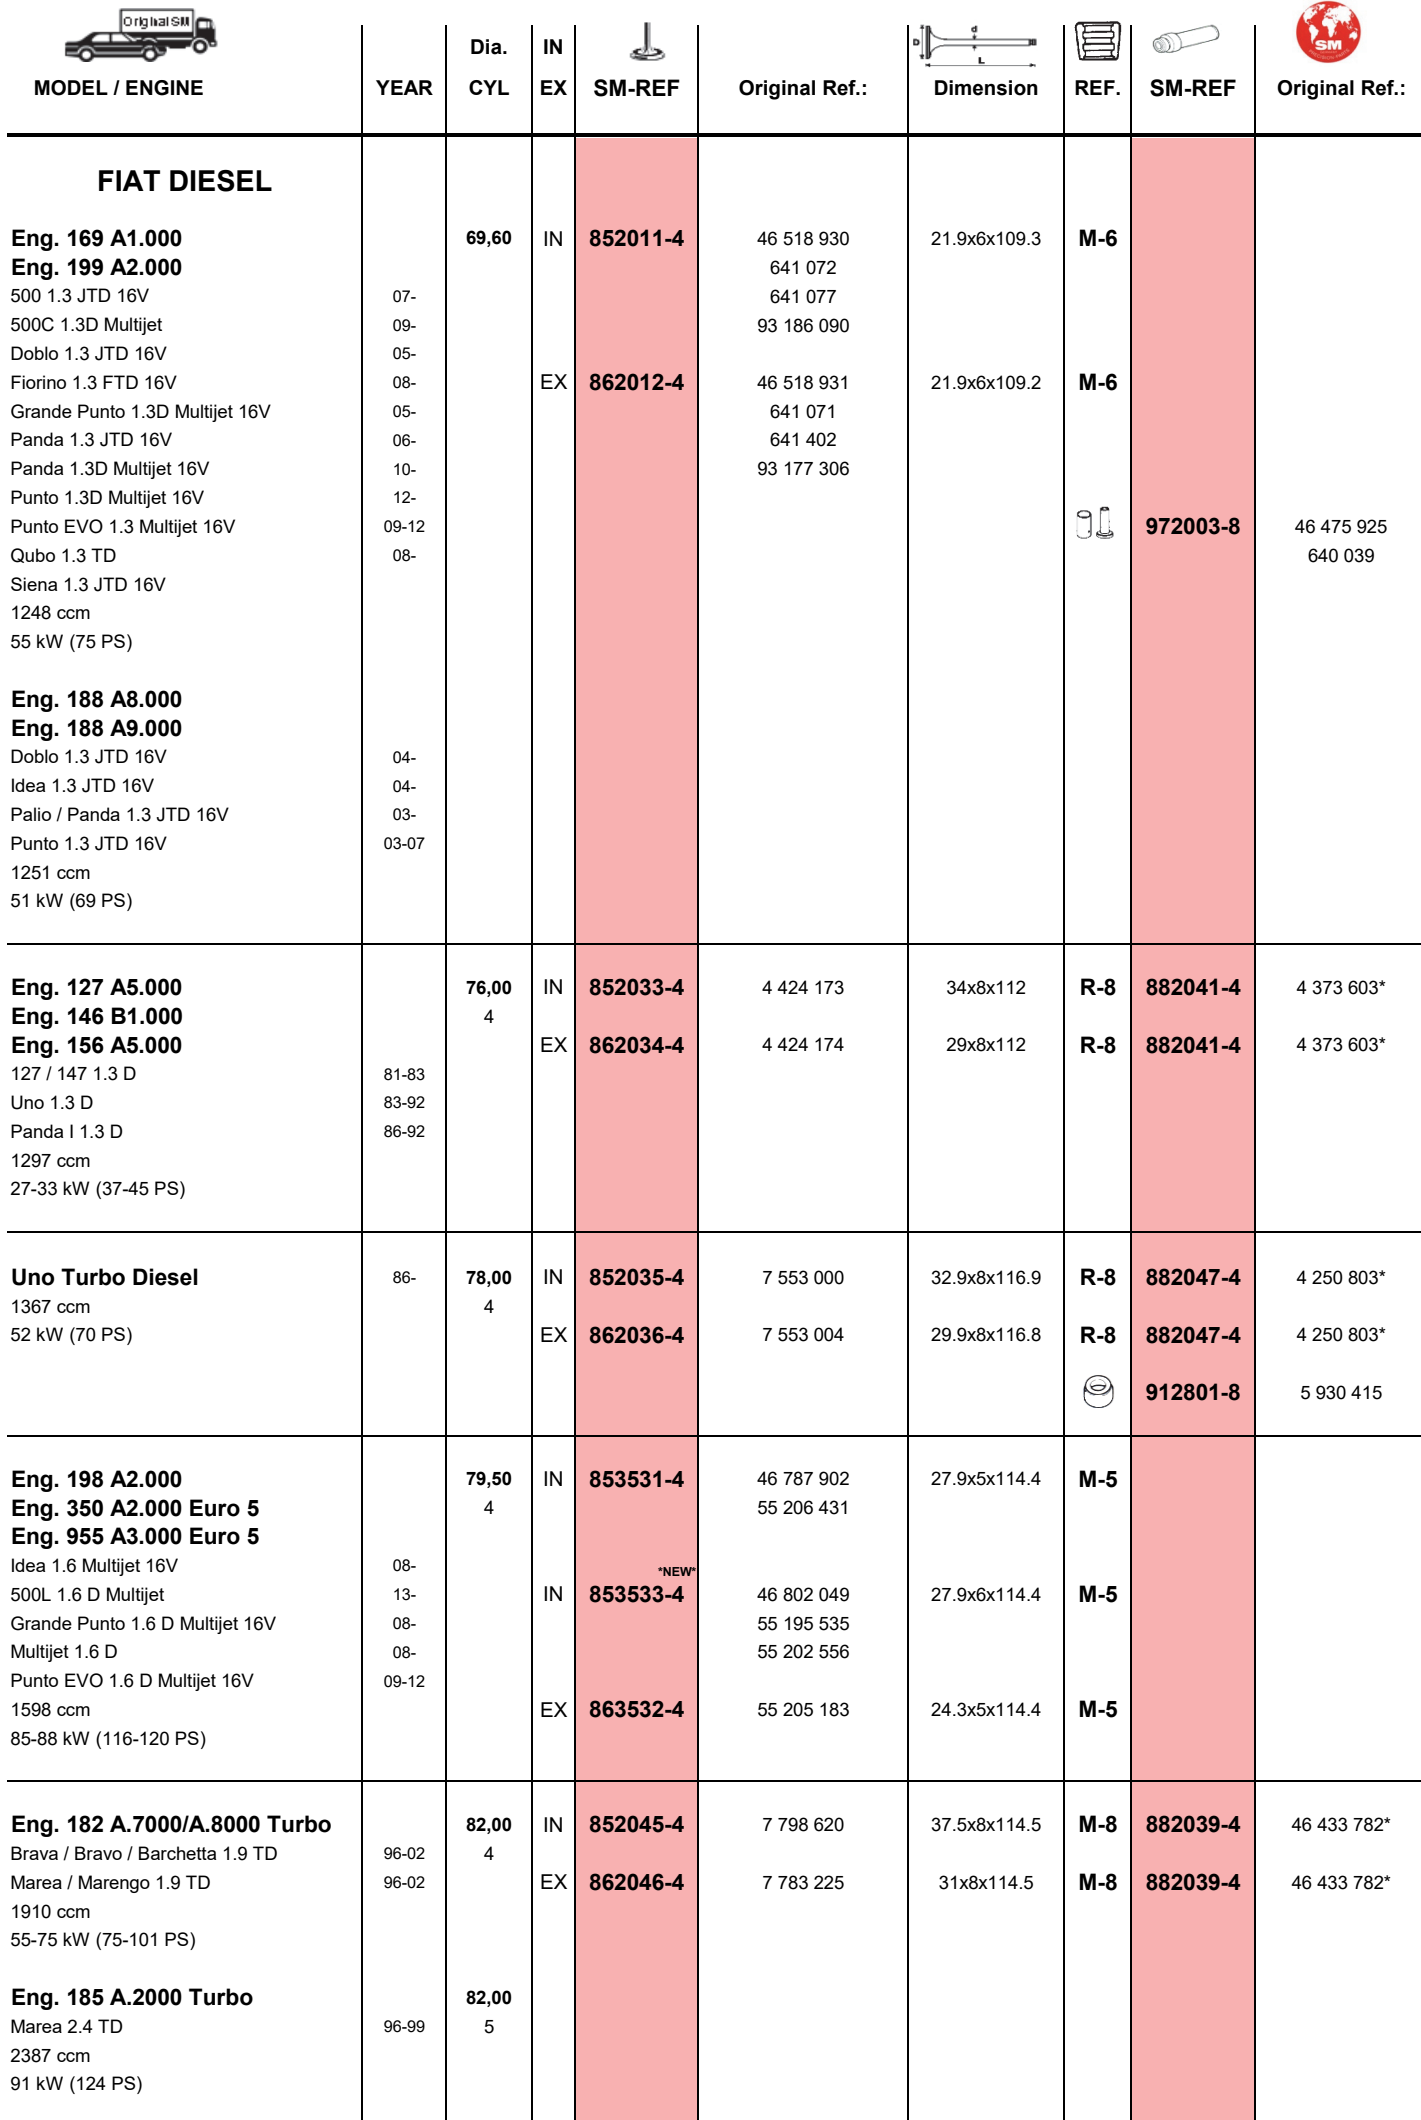 Original SM
Dia. IN D d L SM
MODEL / ENGINE YEAR CYL EX SM-REF Original Ref.: Dimension REF. SM-REF Original Ref.:
FIAT DIESEL
Eng. 169 A1.000 69,60 IN 852011-4 46 518 930 21.9x6x109.3 M-6
Eng. 199 A2.000 641 072
500 1.3 JTD 16V 07- 641 077
500C 1.3D Multijet 09- 93 186 090
Doblo 1.3 JTD 16V 05-
Fiorino 1.3 FTD 16V 08- EX 862012-4 46 518 931 21.9x6x109.2 M-6
Grande Punto 1.3D Multijet 16V 05- 641 071
Panda 1.3 JTD 16V 06- 641 402
Panda 1.3D Multijet 16V 10- 93 177 306
Punto 1.3D Multijet 16V 12-
Punto EVO 1.3 Multijet 16V 09-12 972003-8 46 475 925
Qubo 1.3 TD 08- 640 039
Siena 1.3 JTD 16V
1248 ccm
55 kW (75 PS)
Eng. 188 A8.000
Eng. 188 A9.000
Doblo 1.3 JTD 16V 04-
Idea 1.3 JTD 16V 04-
Palio / Panda 1.3 JTD 16V 03-
Punto 1.3 JTD 16V 03-07
1251 ccm
51 kW (69 PS)
Eng. 127 A5.000 76,00 IN 852033-4 4 424 173 34x8x112 R-8 882041-4 4 373 603*
Eng. 146 B1.000 4
Eng. 156 A5.000 EX 862034-4 4 424 174 29x8x112 R-8 882041-4 4 373 603*
127 / 147 1.3 D 81-83
Uno 1.3 D 83-92
Panda I 1.3 D 86-92
1297 ccm
27-33 kW (37-45 PS)
Uno Turbo Diesel 86- 78,00 IN 852035-4 7 553 000 32.9x8x116.9 R-8 882047-4 4 250 803*
1367 ccm 4
52 kW (70 PS) EX 862036-4 7 553 004 29.9x8x116.8 R-8 882047-4 4 250 803*
912801-8 5 930 415
Eng. 198 A2.000 79,50 IN 853531-4 46 787 902 27.9x5x114.4 M-5
Eng. 350 A2.000 Euro 5 4 55 206 431
Eng. 955 A3.000 Euro 5
Idea 1.6 Multijet 16V 08- *NEW*
500L 1.6 D Multijet 13- IN 853533-4 46 802 049 27.9x6x114.4 M-5
Grande Punto 1.6 D Multijet 16V 08- 55 195 535
Multijet 1.6 D 08- 55 202 556
Punto EVO 1.6 D Multijet 16V 09-12
1598 ccm EX 863532-4 55 205 183 24.3x5x114.4 M-5
85-88 kW (116-120 PS)
Eng. 182 A.7000/A.8000 Turbo 82,00 IN 852045-4 7 798 620 37.5x8x114.5 M-8 882039-4 46 433 782*
Brava / Bravo / Barchetta 1.9 TD 96-02 4
Marea / Marengo 1.9 TD 96-02 EX 862046-4 7 783 225 31x8x114.5 M-8 882039-4 46 433 782*
1910 ccm
55-75 kW (75-101 PS)
Eng. 185 A.2000 Turbo 82,00
Marea 2.4 TD 96-99 5
2387 ccm
91 kW (124 PS)